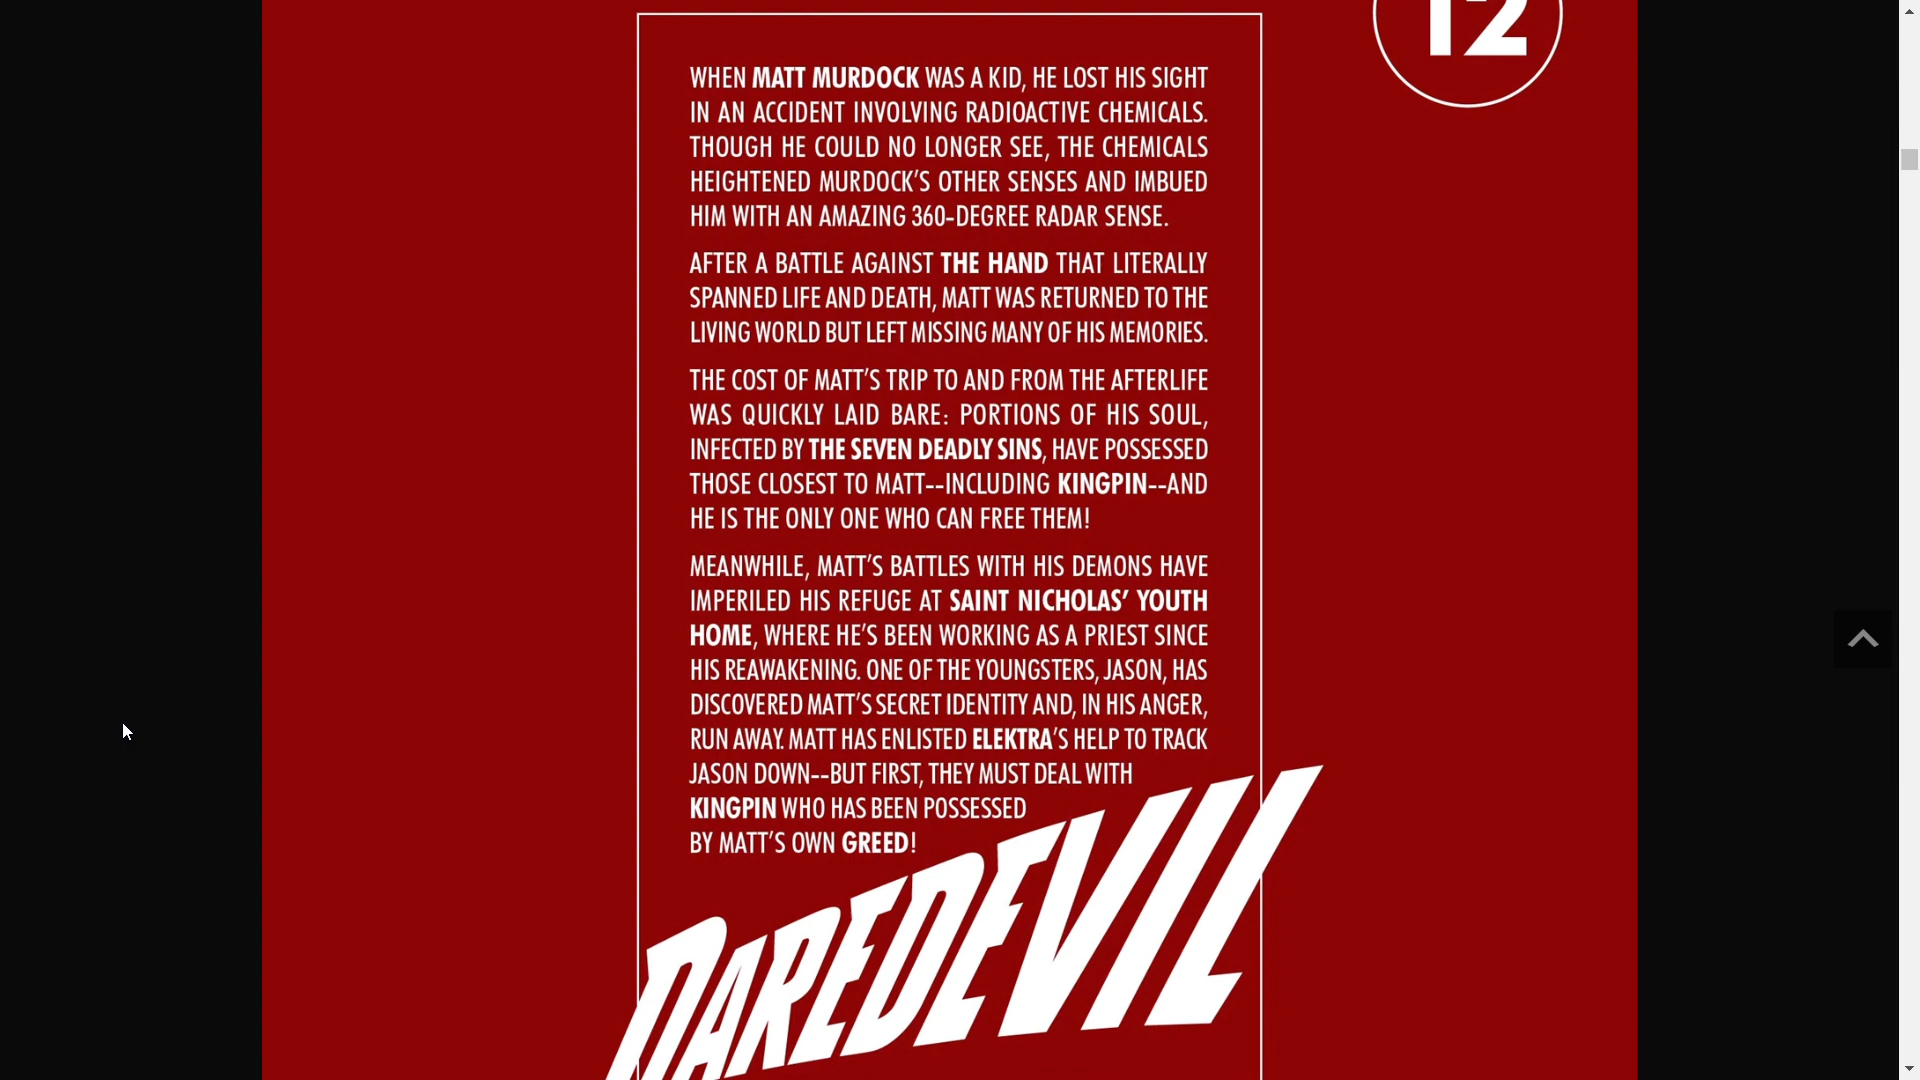 12
WHEN MATT MURDOCK WAS A KID, HE LOST HIS SIGHT
IN AN ACCIDENT INVOLVING RADIOACTIVE CHEMICALS.
THOUGH HE COULD NO LONGER SEE, THE CHEMICALS
HEIGHTENED MURDOCK'S OTHER SENSES AND IMBUED
HIM WITH AN AMAZING 360-DEGREE RADAR SENSE.
AFTER A BATTLE AGAINST THE HAND THAT LITERALLY
SPANNED LIFE AND DEATH, MATT WAS RETURNED TO THE
LIVING WORLD BUT LEFT MISSING MANY OF HIS MEMORIES.
THE COST OF MATT'S TRIP TO AND FROM THE AFTERLIFE
WAS QUICKLY LAID BARE: PORTIONS OF HIS SOUL,
INFECTED BY THE SEVEN DEADLY SINS, HAVE POSSESSED
THOSE CLOSEST TO MATT--INCLUDING KINGPIN--AND
HE IS THE ONLY ONE WHO CAN FREE THEM!
MEANWHILE, MATT'S BATTLES WITH HIS DEMONS HAVE
IMPERILED HIS REFUGE AT SAINT NICHOLAS' YOUTH
HOME, WHERE HE'S BEEN WORKING AS A PRIEST SINCE
HIS REAWAKENING. ONE OF THE YOUNGSTERS, JASON, HAS
DISCOVERED MATT'S SECRET IDENTITY AND, IN HIS ANGER,
RUN AWAY. MATT HAS ENLISTED ELEKTRA'S HELP TO TRACK
JASON DOWN--BUT FIRST, THEY MUST DEAL WITH
KINGPIN WHO HAS BEEN POSSESSED
BY MATT'S OWN GREED!
DAREDEVIL